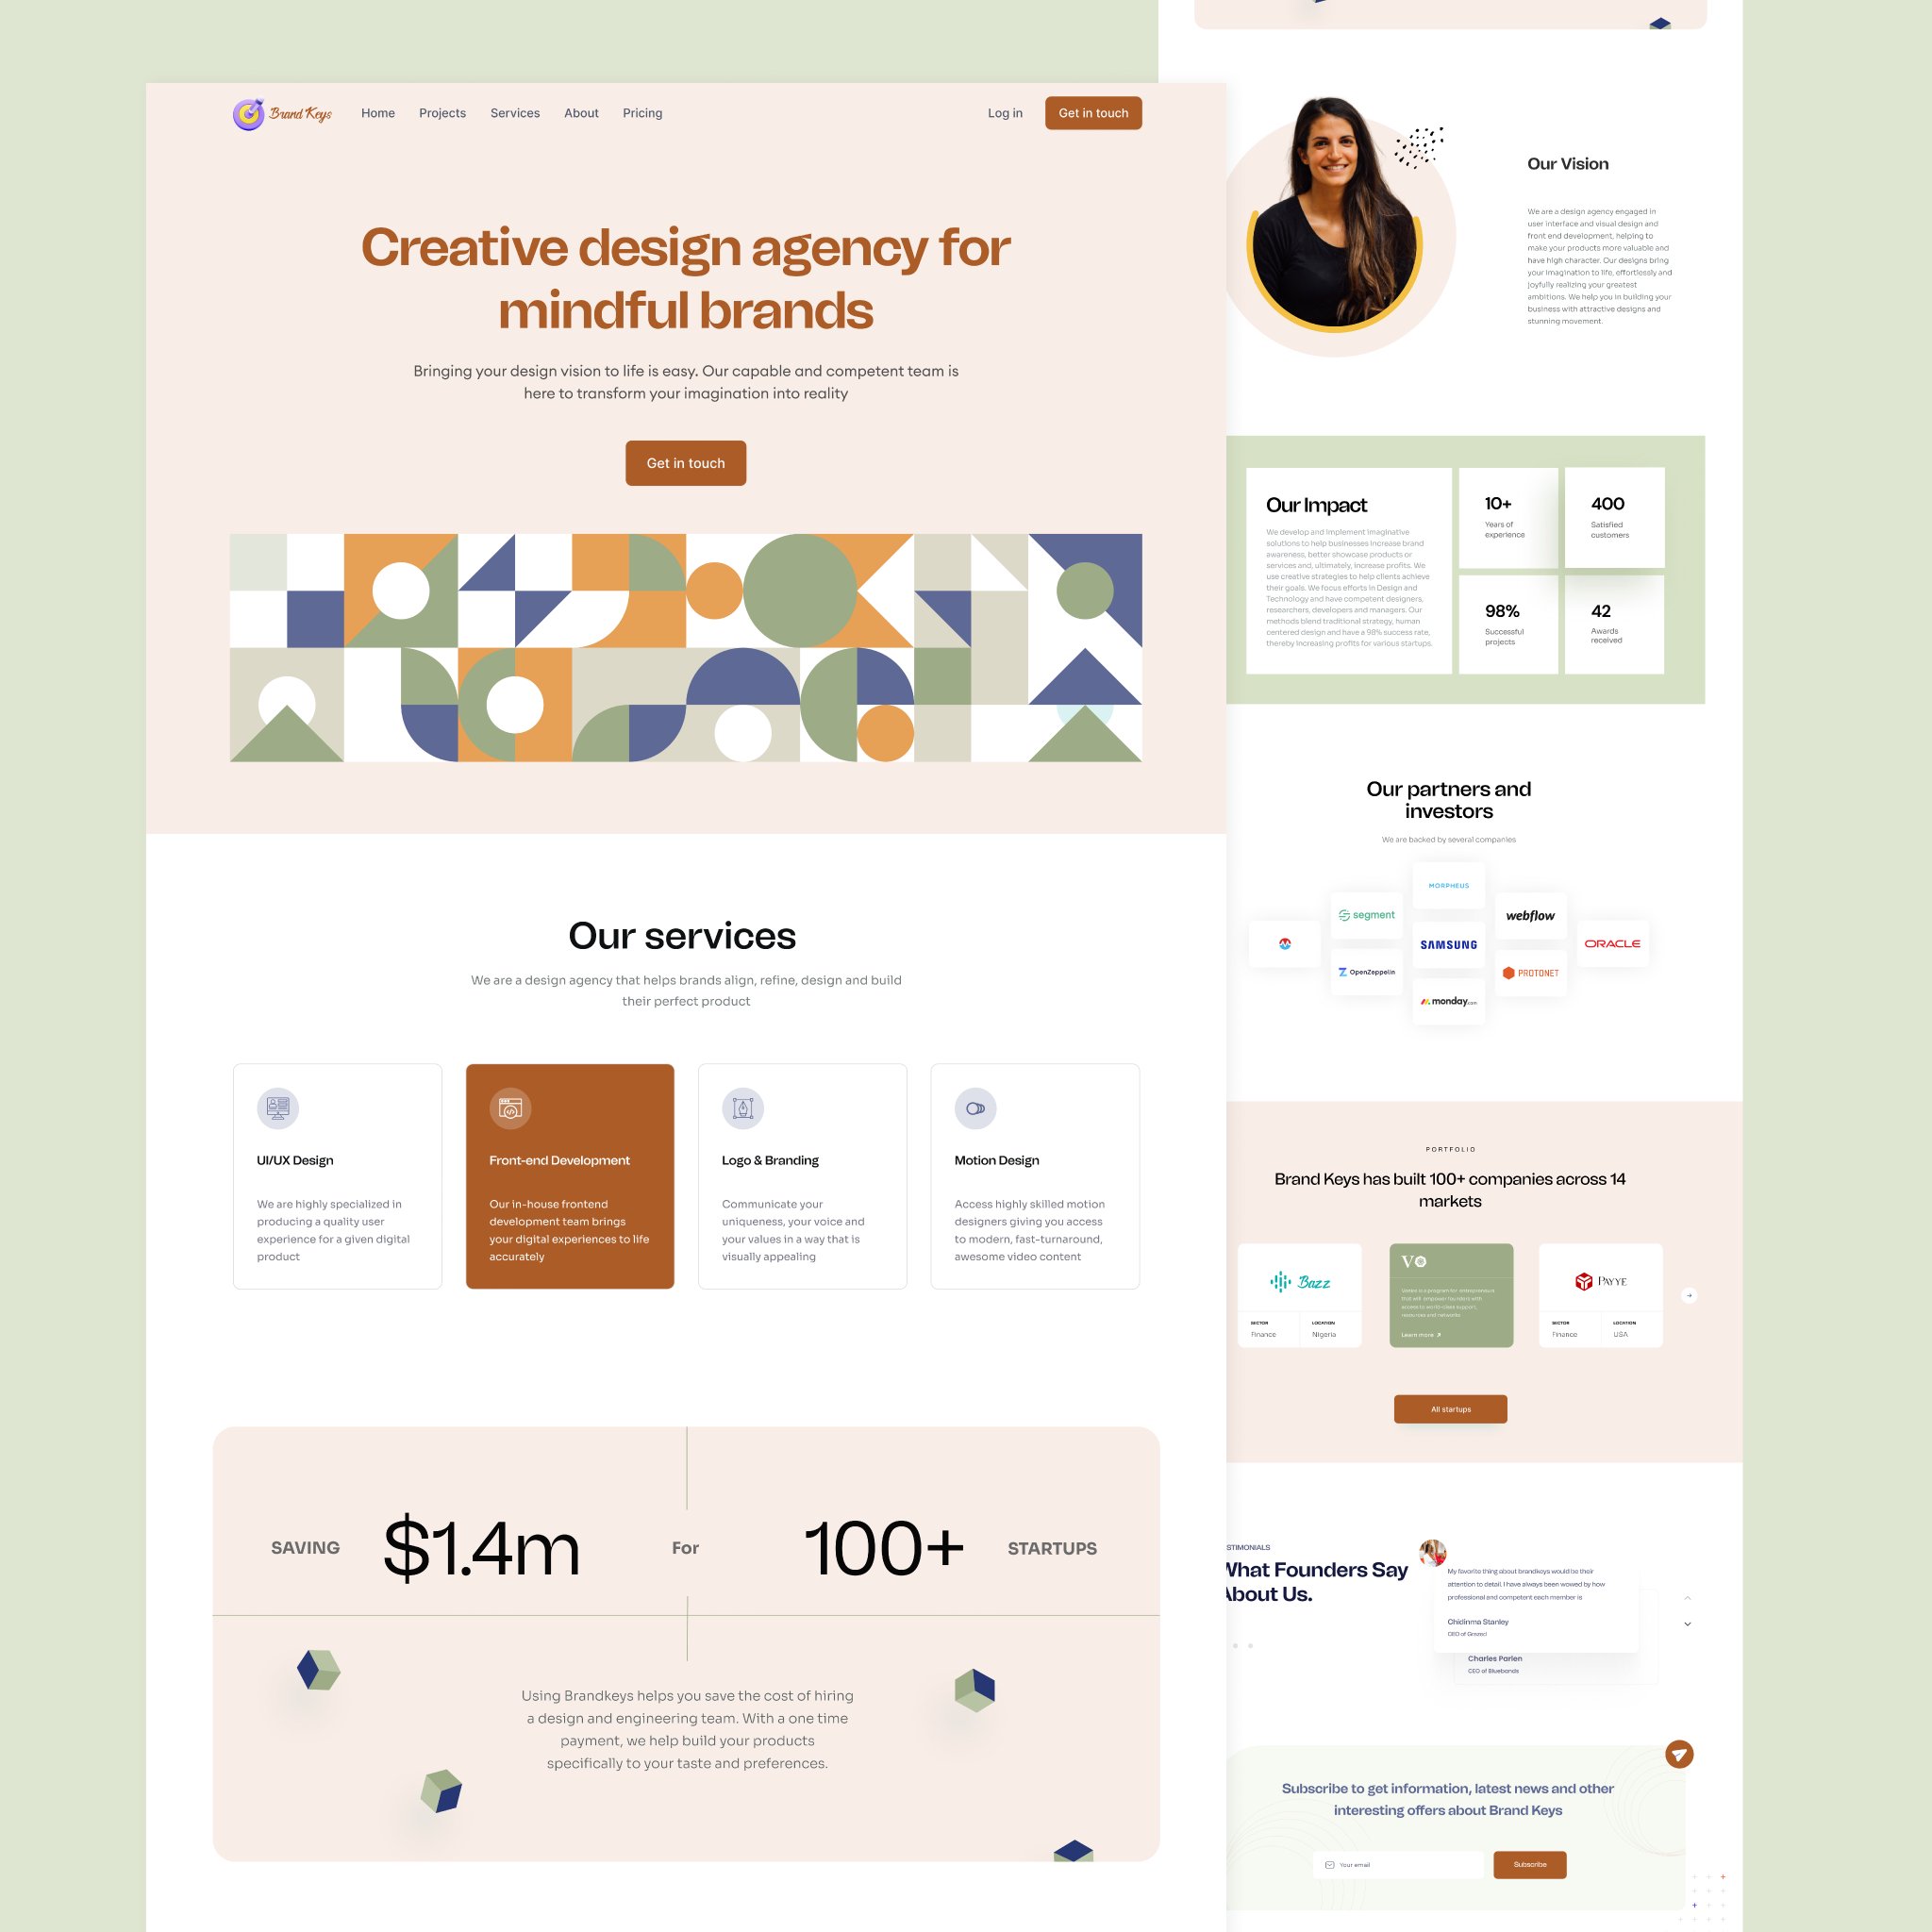 Brand Keys
Home
Projects
Services
About
Pricing
Log in
Get in touch
Creative design agency for
mindful brands
Bringing your design vision to life is easy. Our capable and competent team is
here to transform your imagination into reality
Get in touch
Our services
We are a design agency that helps brands align, refine, design and build
their perfect product
UI/UX Design
We are highly specialized in
producing a quality user
experience for a given digital
product
Front-end Development
Our in-house frontend
development team brings
your digital experiences to life
accurately
Logo & Branding
Communicate your
uniqueness, your voice and
your values in a way that is
visually appealing
Motion Design
Access highly skilled motion
designers giving you access
to modern, fast-turnaround,
awesome video content
SAVING
$1.4m
For
100+
STARTUPS
Using Brandkeys helps you save the cost of hiring
a design and engineering team. With a one time
payment, we help build your products
specifically to your taste and preferences.
Our Vision
We are a design agency engaged in
user interface and visual design and
front end development, helping to
make your products more valuable and
have high character. Our designs bring
your imagination to life, effortlessly and
joyfully realizing your greatest
ambitions. We help you in building your
business with attractive designs and
stunning movement.
Our Impact
We develop and implement imaginative
solutions to help businesses increase brand
awareness, better showcase products or
services and, ultimately, increase profits. We
use creative strategies to help clients achieve
their goals. We focus efforts in Design and
Technology and have competent designers,
researchers, developers and managers. Our
methods blend traditional strategy, human
centered design and have a 98% success rate,
thereby increasing profits for various startups.
10+
Years of
experience
400
Satisfied
customers
98%
Successful
projects
42
Awards
received
Our partners and
investors
We are backed by several companies
MORPHEUS
segment
webflow
SAMSUNG
ORACLE
OpenZeppelin
PROTONET
monday.com
PORTFOLIO
Brand Keys has built 100+ companies across 14
markets
Bazz
SECTOR
Finance
LOCATION
Nigeria
VO
that will empower founders with
access to world-class support,
resources and networks
Learn more
PAYYE
SECTOR
Finance
LOCATION
USA
All startups
STIMONIALS
What Founders Say
About Us.
My favorite thing about brandkeys would be their
attention to detail. I have always been wowed by how
professional and competent each member is
Chidinma Stanley
CEO of Grazed
Charles Parlen
CEO of Bluebonds
Subscribe to get information, latest news and other
interesting offers about Brand Keys
Your email
Subscribe